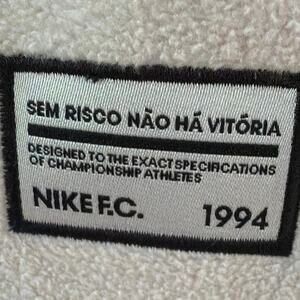 SEM RISCO NÃO HÁ VITÓRIA
DESIGNED TO THE EXACT SPECIFICATIONS
OF CHAMPIONSHIP ATHLETES
NIKE F.C. 1994